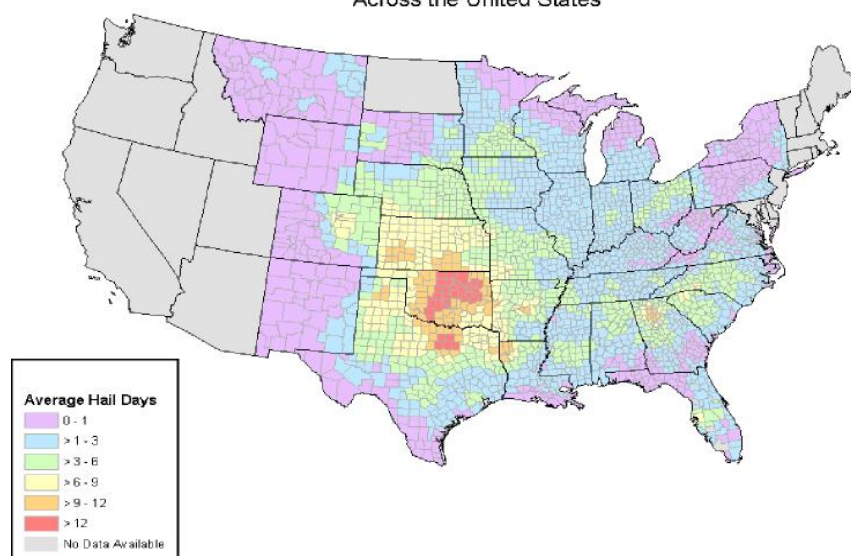 Across the United States
Average Hail Days
0 - 1
>1 - 3
>3 - 6
>6 - 9
>9 - 12
>12
No Data Available